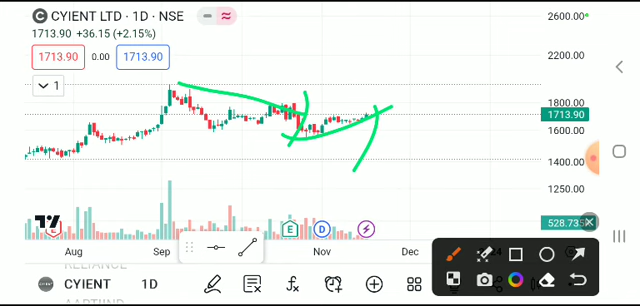 CYIENT LTD · 1D · NSE
1713.90 +36.15 (+2.15%)
1713.90 0.00 1713.90
1
2600.00
2200.00
1800.00
1713.90
1600.00
1400.00
1250.00
528.735
E
E D
Aug Sep Nov Dec
CYIENT 1D
RELIANCE